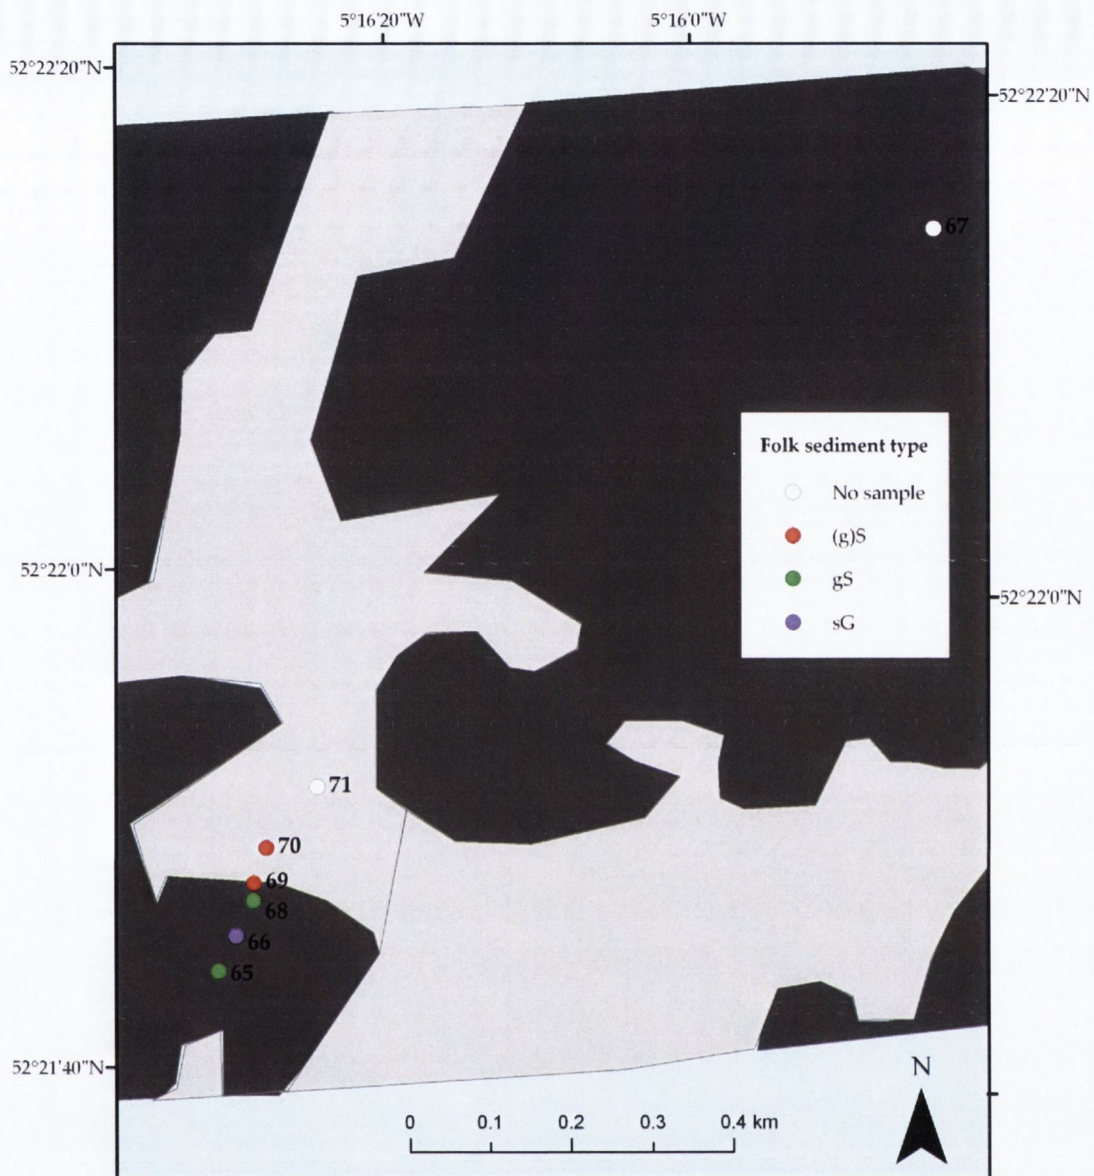 5°16'20"W 5°16'0"W
52°22'20"N
52°22'20"N
67
Folk sediment type
No sample
(g)S
gS
sG
52°22'0"N
52°22'0"N
71
70
69
68
66
65
52°21'40"N
N
0 0.1 0.2 0.3 0.4 km